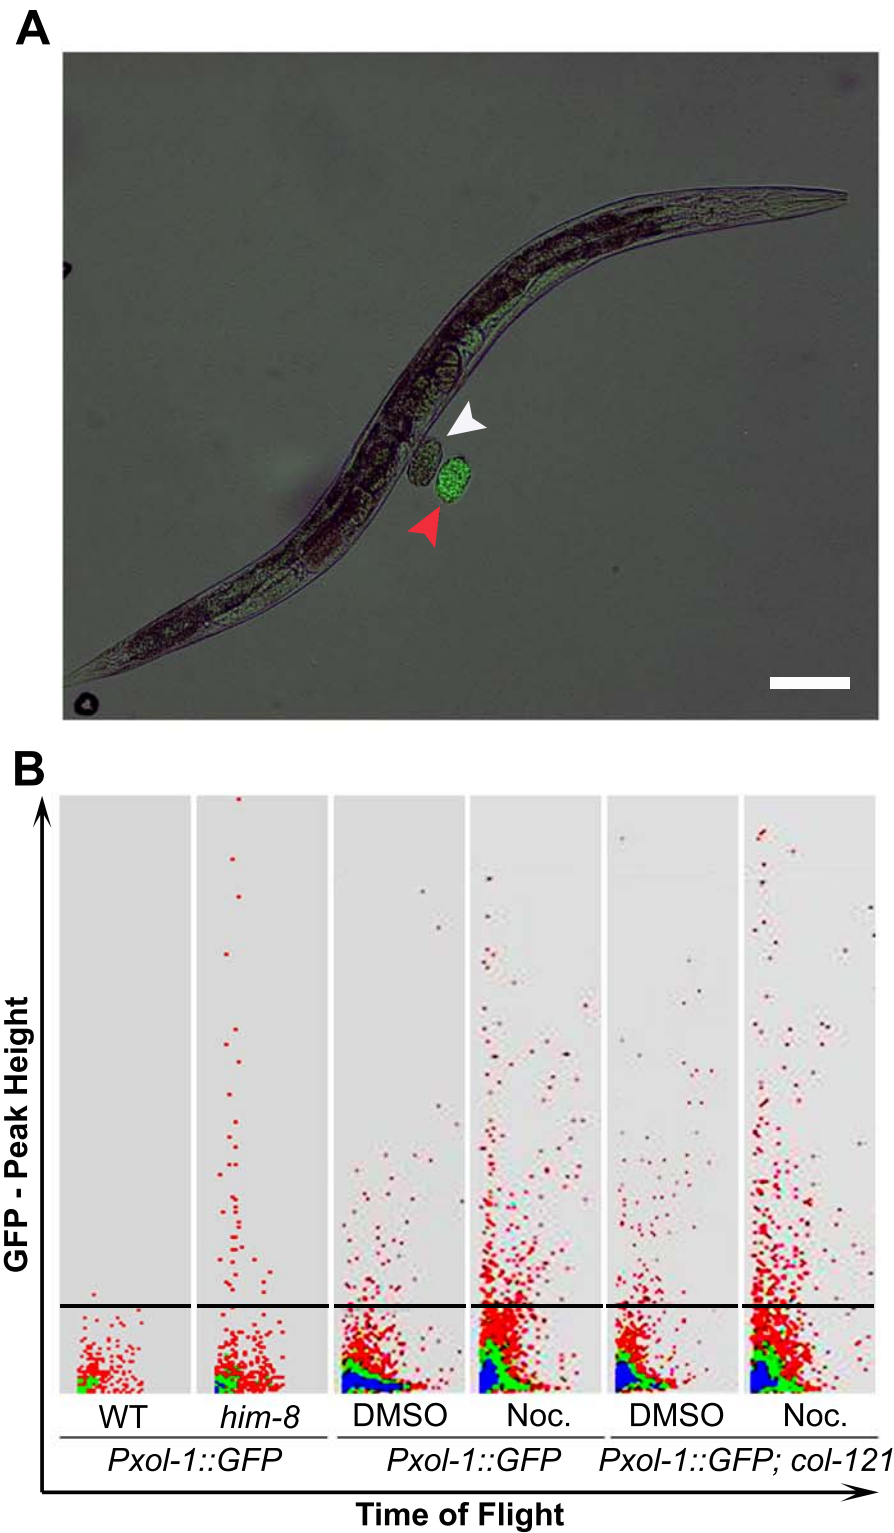 A
B
GFP - Peak Height
WT him-8 DMSO Noc. DMSO Noc.
Pxol-1::GFP Pxol-1::GFP Pxol-1::GFP; col-121
Time of Flight